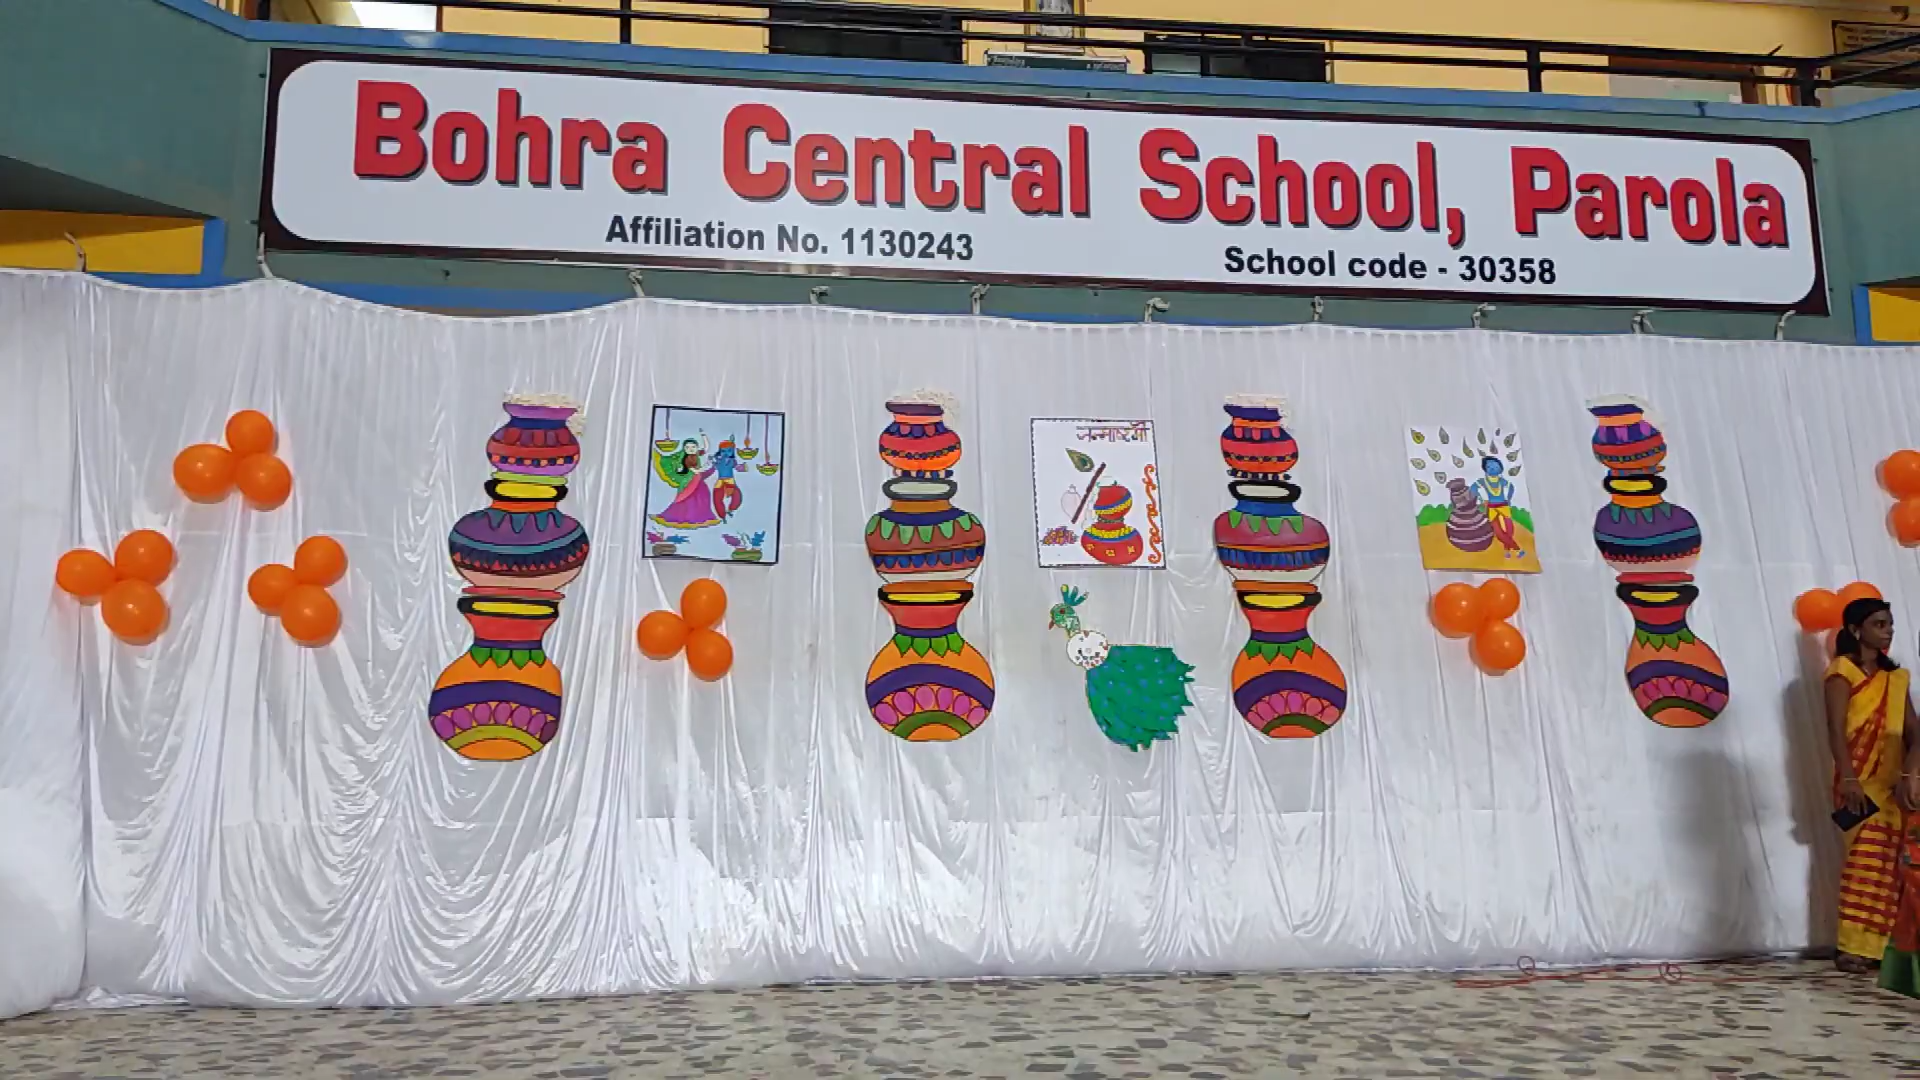 Bohra Central School, Parola
Affiliation No. 1130243
School code - 30358
जन्माष्टमी